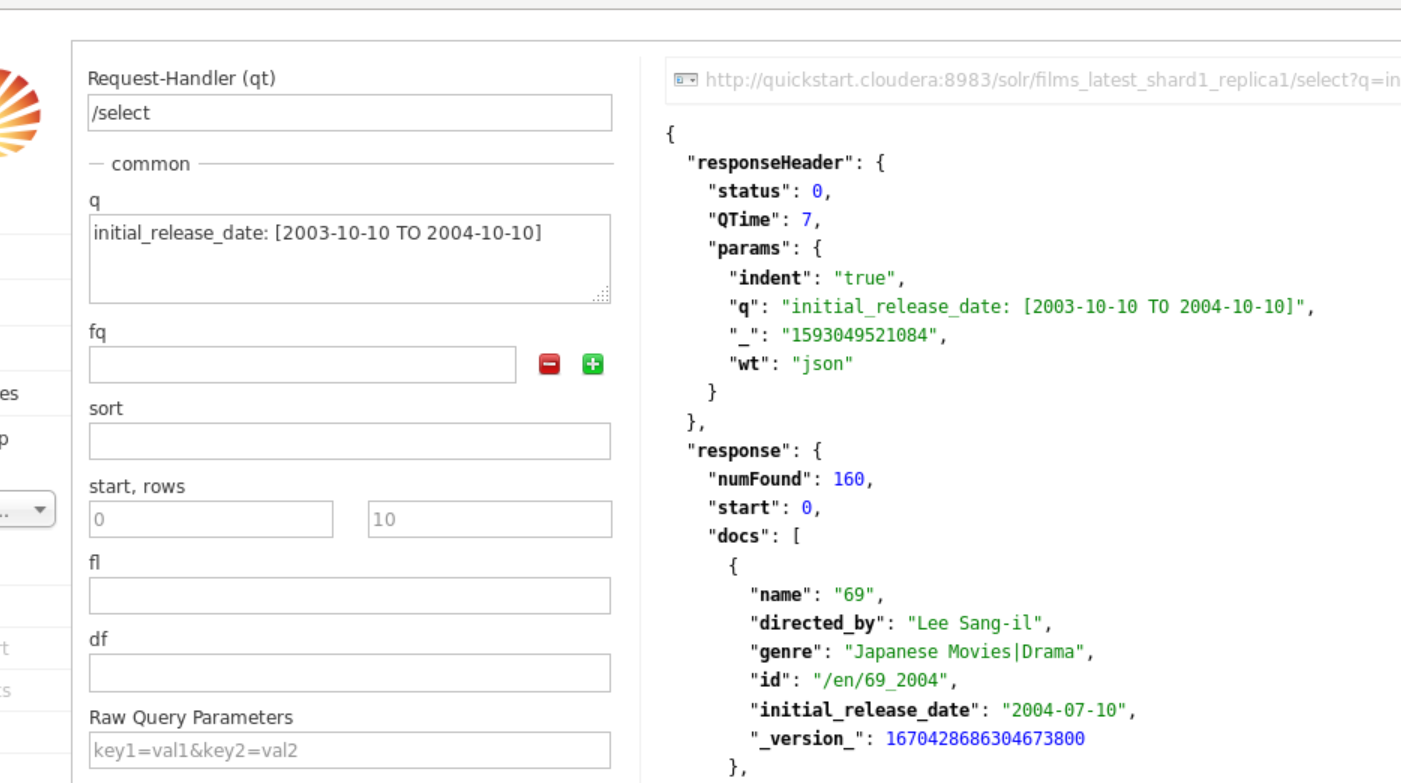 Request-Handler (qt)
/select
common
q
initial_release_date: [2003-10-10 TO 2004-10-10]
fq
es
sort
p
start, rows
..
0
10
fl
df
rt
ts
Raw Query Parameters
key1=val1&key2=val2
http://quickstart.cloudera:8983/solr/films_latest_shard1_replica1/select?q=in
{
"responseHeader": {
"status": 0,
"QTime": 7,
"params": {
"indent": "true",
"q": "initial_release_date: [2003-10-10 TO 2004-10-10]",
"_": "1593049521084",
"wt": "json"
}
},
"response": {
"numFound": 160,
"start": 0,
"docs": [
{
"name": "69",
"directed_by": "Lee Sang-il",
"genre": "Japanese Movies|Drama",
"id": "/en/69_2004",
"initial_release_date": "2004-07-10",
"_version_": 1670428686304673800
},